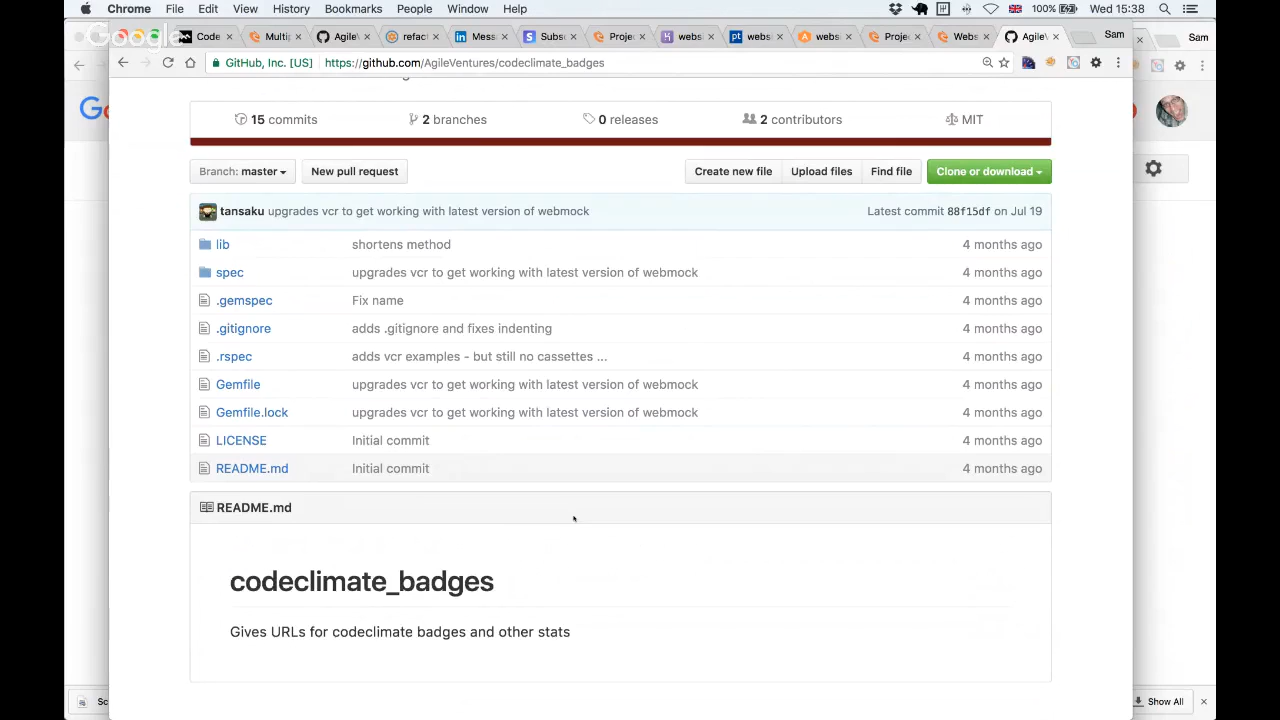 Chrome File Edit View History Bookmarks People Window Help 100% Wed 15:38
Google
Code × Multip × AgileV × refac × Mess × Subs × Projec × webs × webs × webs × Projec × Webs × AgileV × Sam × Sam
GitHub, Inc. [US] https://github.com/AgileVentures/codeclimate_badges
Go
15 commits 2 branches 0 releases 2 contributors MIT
Branch: master New pull request Create new file Upload files Find file Clone or download
tansaku upgrades vcr to get working with latest version of webmock Latest commit 88f15df on Jul 19
lib shortens method 4 months ago
spec upgrades vcr to get working with latest version of webmock 4 months ago
.gemspec Fix name 4 months ago
.gitignore adds .gitignore and fixes indenting 4 months ago
.rspec adds vcr examples - but still no cassettes ... 4 months ago
Gemfile upgrades vcr to get working with latest version of webmock 4 months ago
Gemfile.lock upgrades vcr to get working with latest version of webmock 4 months ago
LICENSE Initial commit 4 months ago
README.md Initial commit 4 months ago
README.md
codeclimate_badges
Gives URLs for codeclimate badges and other stats
Sc Show All ×